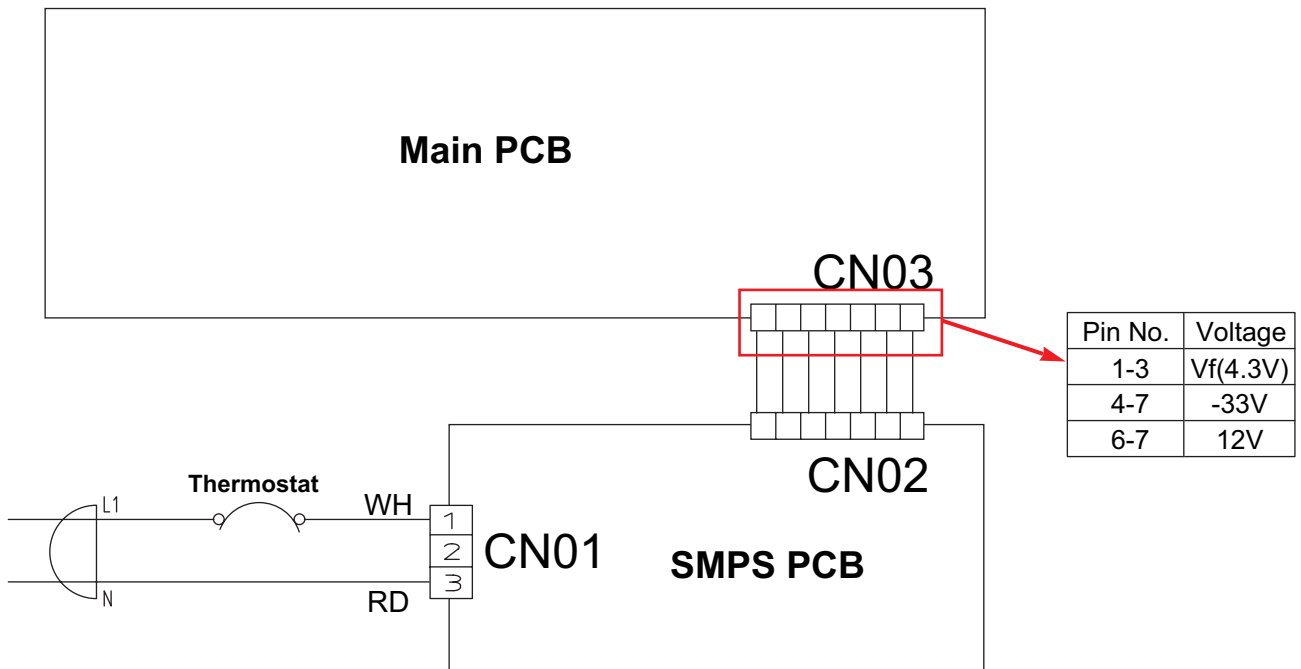 Main PCB
CN03
Pin No. Voltage
1-3 Vf(4.3V)
4-7 -33V
6-7 12V
CN02
Thermostat
L1
WH
1
2
3
CN01
SMPS PCB
N
RD